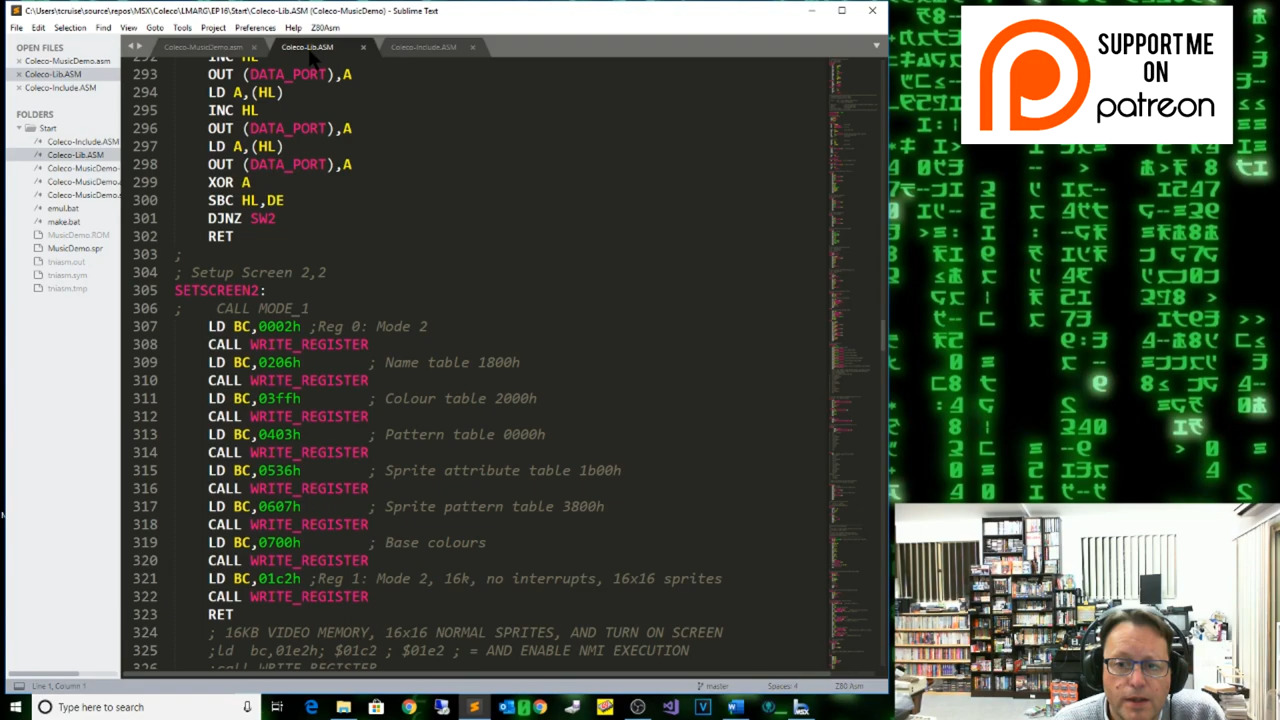 C:\Users\tcruise\source\repos\MSX\Coleco\LMARG\EP16\Start\Coleco-Lib.ASM (Coleco-MusicDemo) - Sublime Text
File Edit Selection Find View Goto Tools Project Preferences Help Z80Asm
OPEN FILES
Coleco-MusicDemo.asm
Coleco-Lib.ASM
Coleco-Include.ASM
FOLDERS
Start
Coleco-Include.ASM
Coleco-Lib.ASM
Coleco-MusicDemo-
Coleco-MusicDemo.
Coleco-MusicDemo.
emul.bat
make.bat
MusicDemo.ROM
MusicDemo.spr
tniasm.out
tniasm.sym
tniasm.tmp
Coleco-MusicDemo.asm Coleco-Lib.ASM Coleco-Include.ASM
292 INC HL
293 OUT (DATA_PORT),A
294 LD A,(HL)
295 INC HL
296 OUT (DATA_PORT),A
297 LD A,(HL)
298 OUT (DATA_PORT),A
299 XOR A
300 SBC HL,DE
301 DJNZ SW2
302 RET
303 ;
304 ; Setup Screen 2,2
305 SETSCREEN2:
306 ; CALL MODE_1
307 LD BC,0002h ;Reg 0: Mode 2
308 CALL WRITE_REGISTER
309 LD BC,0206h ; Name table 1800h
310 CALL WRITE_REGISTER
311 LD BC,03ffh ; Colour table 2000h
312 CALL WRITE_REGISTER
313 LD BC,0403h ; Pattern table 0000h
314 CALL WRITE_REGISTER
315 LD BC,0536h ; Sprite attribute table 1b00h
316 CALL WRITE_REGISTER
317 LD BC,0607h ; Sprite pattern table 3800h
318 CALL WRITE_REGISTER
319 LD BC,0700h ; Base colours
320 CALL WRITE_REGISTER
321 LD BC,01c2h ;Reg 1: Mode 2, 16k, no interrupts, 16x16 sprites
322 CALL WRITE_REGISTER
323 RET
324 ; 16KB VIDEO MEMORY, 16x16 NORMAL SPRITES, AND TURN ON SCREEN
325 ;ld bc,01e2h; $01c2 ; $01e2 ; = AND ENABLE NMI EXECUTION
326 ;call WRITE_REGISTER
Line 1, Column 1 master Spaces: 4 Z80 Asm
Type here to search
SUPPORT ME
ON
patreon